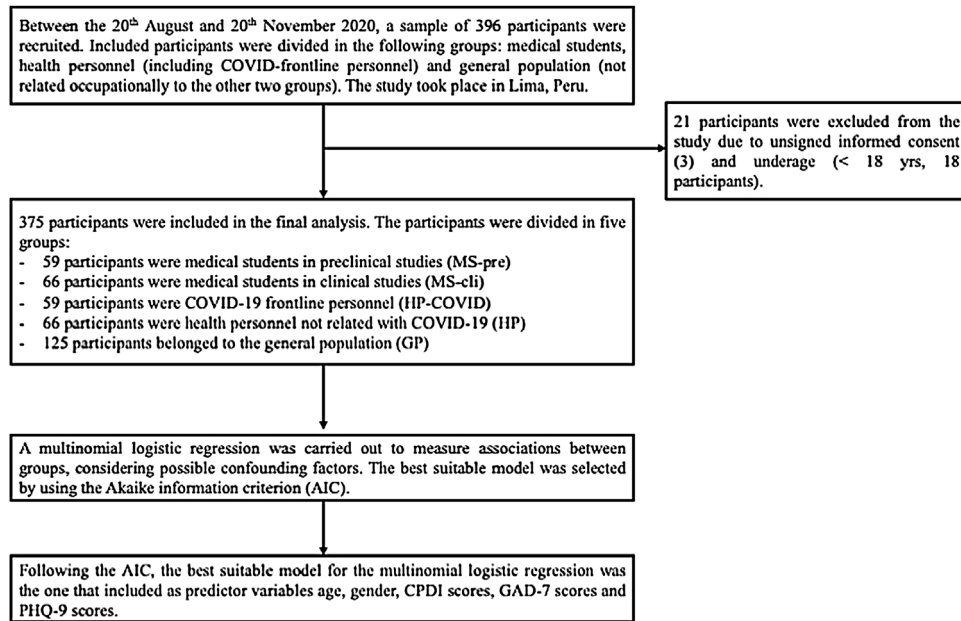 Between the 20th August and 20th November 2020, a sample of 396 participants were
recruited. Included participants were divided in the following groups: medical students,
health personnel (including COVID-frontline personnel) and general population (not
related occupationally to the other two groups). The study took place in Lima, Peru.
21 participants were excluded from the
study due to unsigned informed consent
(3) and underage (< 18 yrs, 18
participants).
375 participants were included in the final analysis. The participants were divided in five
groups:
- 59 participants were medical students in preclinical studies (MS-pre)
- 66 participants were medical students in clinical studies (MS-cli)
- 59 participants were COVID-19 frontline personnel (HP-COVID)
- 66 participants were health personnel not related with COVID-19 (HP)
- 125 participants belonged to the general population (GP)
A multinomial logistic regression was carried out to measure associations between
groups, considering possible confounding factors. The best suitable model was selected
by using the Akaike information criterion (AIC).
Following the AIC, the best suitable model for the multinomial logistic regression was
the one that included as predictor variables age, gender, CPDI scores, GAD-7 scores and
PHQ-9 scores.